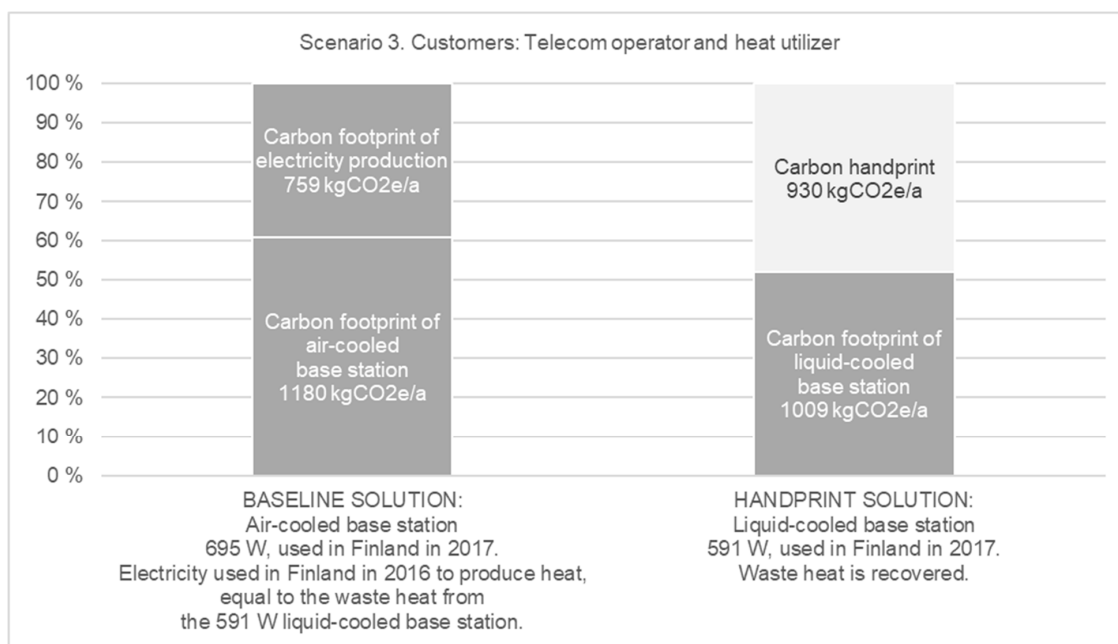 Scenario 3. Customers: Telecom operator and heat utilizer
100 %
90 %
80 %
70 %
60 %
50 %
40 %
30 %
20 %
10 %
0 %
Carbon footprint of
electricity production
759 kgCO2e/a
Carbon footprint of
air-cooled
base station
1180 kgCO2e/a
Carbon handprint
930 kgCO2e/a
Carbon footprint of
liquid-cooled
base station
1009 kgCO2e/a
BASELINE SOLUTION:
Air-cooled base station
695 W, used in Finland in 2017.
Electricity used in Finland in 2016 to produce heat,
equal to the waste heat from
the 591 W liquid-cooled base station.
HANDPRINT SOLUTION:
Liquid-cooled base station
591 W, used in Finland in 2017.
Waste heat is recovered.